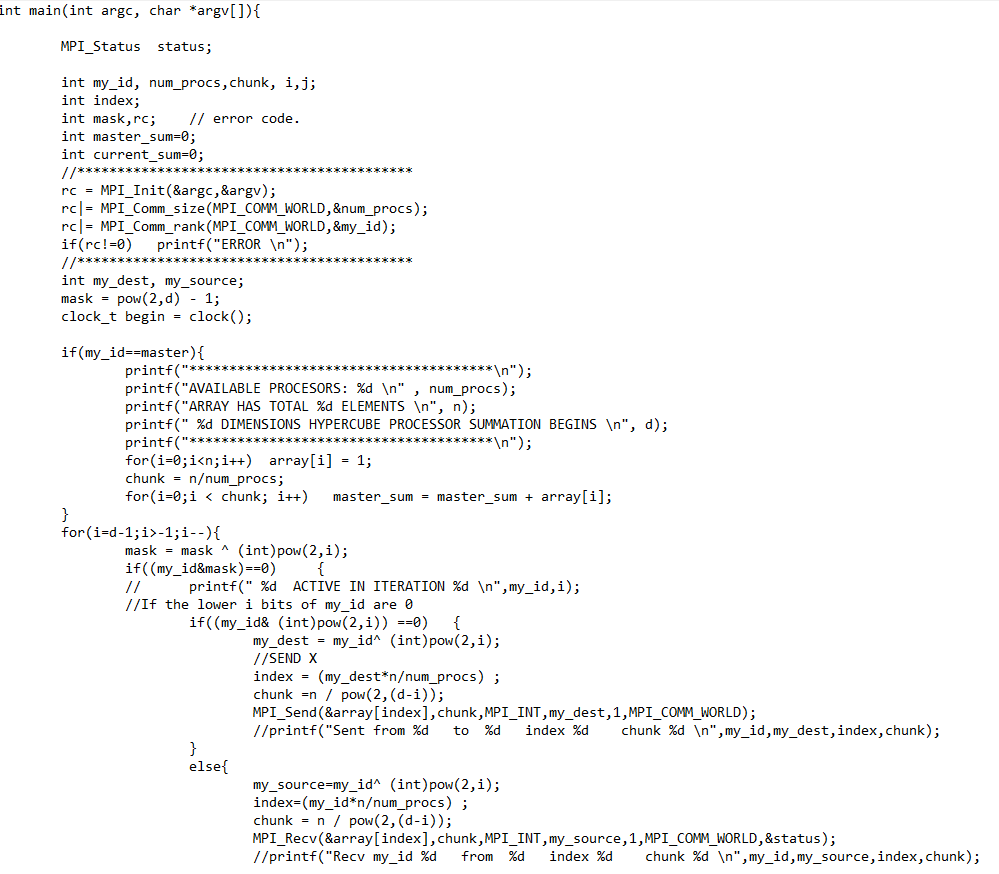 int main(int argc, char *argv[]){
MPI_Status  status;
int my_id, num_procs,chunk, i,j;
int index;
int mask,rc;    // error code.
int master_sum=0;
int current_sum=0;
//******************************************
rc = MPI_Init(&argc,&argv);
rc|= MPI_Comm_size(MPI_COMM_WORLD,&num_procs);
rc|= MPI_Comm_rank(MPI_COMM_WORLD,&my_id);
if(rc!=0)   printf("ERROR \n");
//******************************************
int my_dest, my_source;
mask = pow(2,d) - 1;
clock_t begin = clock();
if(my_id==master){
printf("**************************************\n");
printf("AVAILABLE PROCESORS: %d \n" , num_procs);
printf("ARRAY HAS TOTAL %d ELEMENTS \n", n);
printf(" %d DIMENSIONS HYPERCUBE PROCESSOR SUMMATION BEGINS \n", d);
printf("**************************************\n");
for(i=0;i<n;i++)  array[i] = 1;
chunk = n/num_procs;
for(i=0;i < chunk; i++)   master_sum = master_sum + array[i];
}
for(i=d-1;i>-1;i--){
mask = mask ^ (int)pow(2,i);
if((my_id&mask)==0)     {
//      printf(" %d  ACTIVE IN ITERATION %d \n",my_id,i);
//If the lower i bits of my_id are 0
if((my_id& (int)pow(2,i)) ==0)   {
my_dest = my_id^ (int)pow(2,i);
//SEND X
index = (my_dest*n/num_procs) ;
chunk =n / pow(2,(d-i));
MPI_Send(&array[index],chunk,MPI_INT,my_dest,1,MPI_COMM_WORLD);
//printf("Sent from %d   to  %d   index %d    chunk %d \n",my_id,my_dest,index,chunk);
}
else{
my_source=my_id^ (int)pow(2,i);
index=(my_id*n/num_procs) ;
chunk = n / pow(2,(d-i));
MPI_Recv(&array[index],chunk,MPI_INT,my_source,1,MPI_COMM_WORLD,&status);
//printf("Recv my_id %d   from  %d   index %d    chunk %d \n",my_id,my_source,index,chunk);